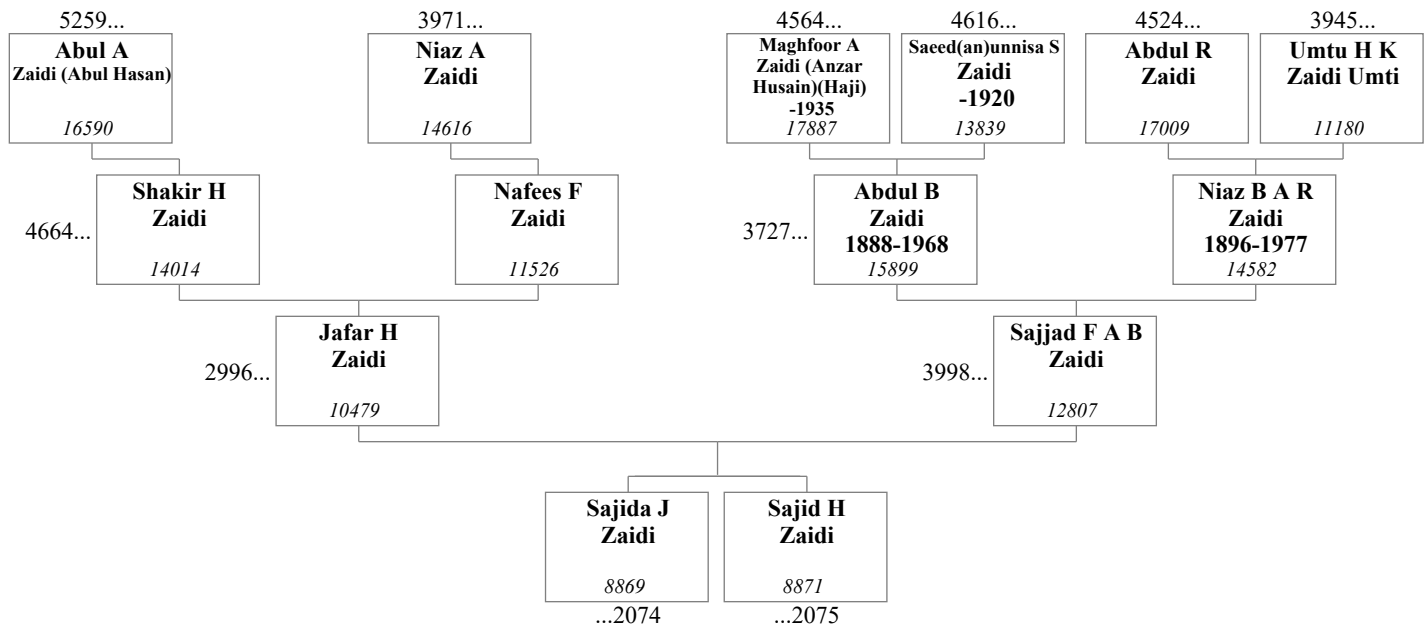 5259...
Abul A
Zaidi (Abul Hasan)
16590
3971...
Niaz A
Zaidi
14616
4564...
Maghfoor A
Zaidi (Anzar
Husain)(Haji)
-1935
17887
4616...
Saeed(an)unnisa S
Zaidi
-1920
13839
4524...
Abdul R
Zaidi
17009
3945...
Umtu H K
Zaidi Umti
11180
4664...
Shakir H
Zaidi
14014
Nafees F
Zaidi
11526
3727...
Abdul B
Zaidi
1888-1968
15899
Niaz B A R
Zaidi
1896-1977
14582
2996...
Jafar H
Zaidi
10479
3998...
Sajjad F A B
Zaidi
12807
Sajida J
Zaidi
8869
...2074
Sajid H
Zaidi
8871
...2075